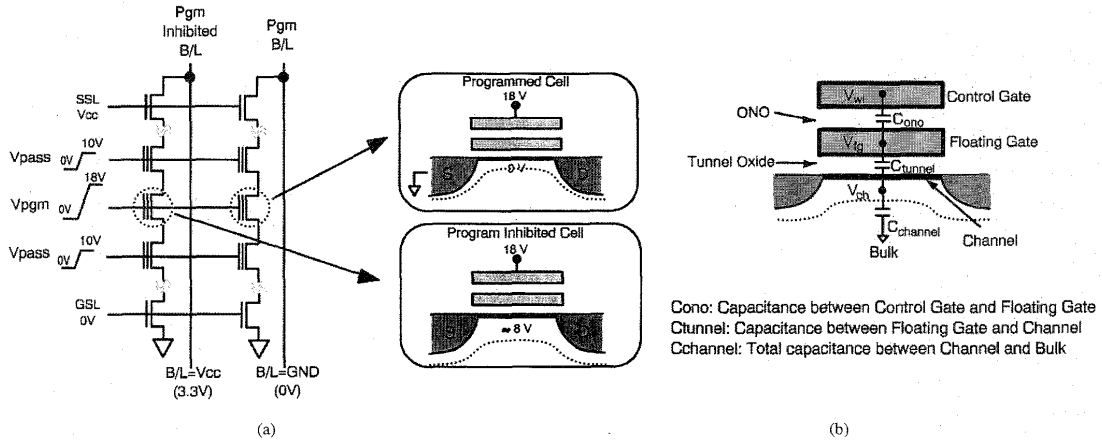 Pgm
Inhibited
B/L
Pgm
B/L
SSL
Vcc
Vpass 0V 10V
Vpgm 0V 18V
Vpass 0V 10V
GSL
0V
B/L=Vcc
(3.3V)
B/L=GND
(0V)
(a)
Programmed Cell
18 V
S
0 V
D
Program Inhibited Cell
18 V
≈ 8 V
Vwl
Control Gate
ONO
Cono
Vfg
Floating Gate
Tunnel Oxide
Ctunnel
Vch
Cchannel
Channel
Bulk
Cono: Capacitance between Control Gate and Floating Gate
Ctunnel: Capacitance between Floating Gate and Channel
Cchannel: Total capacitance between Channel and Bulk
(b)